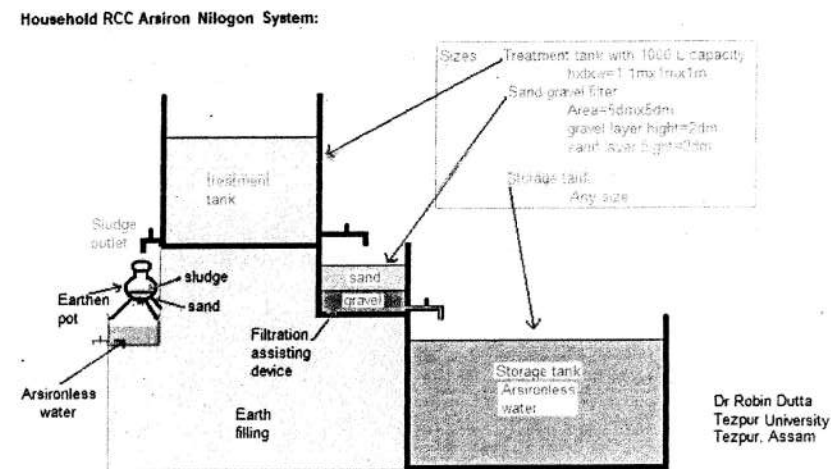 Household RCC Arsiron Nilogon System:
Sizes Treatment tank with 1000 L capacity
hxlxw=1.1mx1mx1m
Sand gravel filter
Area=5dmx5dm
gravel layer hight=2dm
sand layer hight=2dm
Storage tank
Any size
treatment
tank
Sludge
outlet
sludge
sand
Earthen
pot
sand
gravel
Filtration
assisting
device
Arsironless
water
Earth
filling
Storage tank
Arsironless
water
Dr Robin Dutta
Tezpur University
Tezpur, Assam